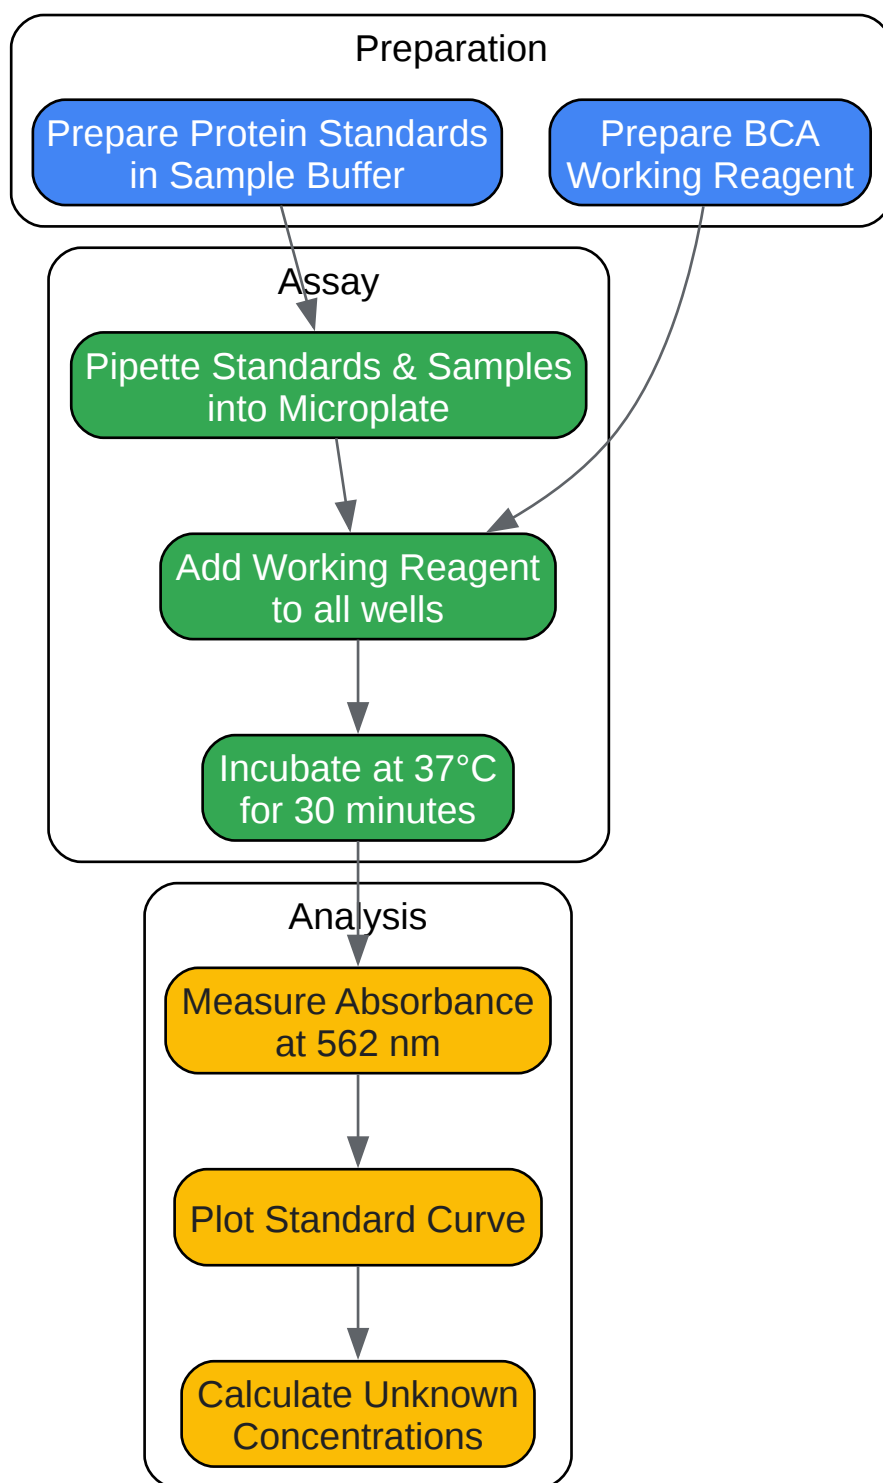 Preparation
Prepare Protein Standards
in Sample Buffer
Prepare BCA
Working Reagent
Assay
Pipette Standards & Samples
into Microplate
Add Working Reagent
to all wells
Incubate at 37°C
for 30 minutes
Analysis
Measure Absorbance
at 562 nm
Plot Standard Curve
Calculate Unknown
Concentrations